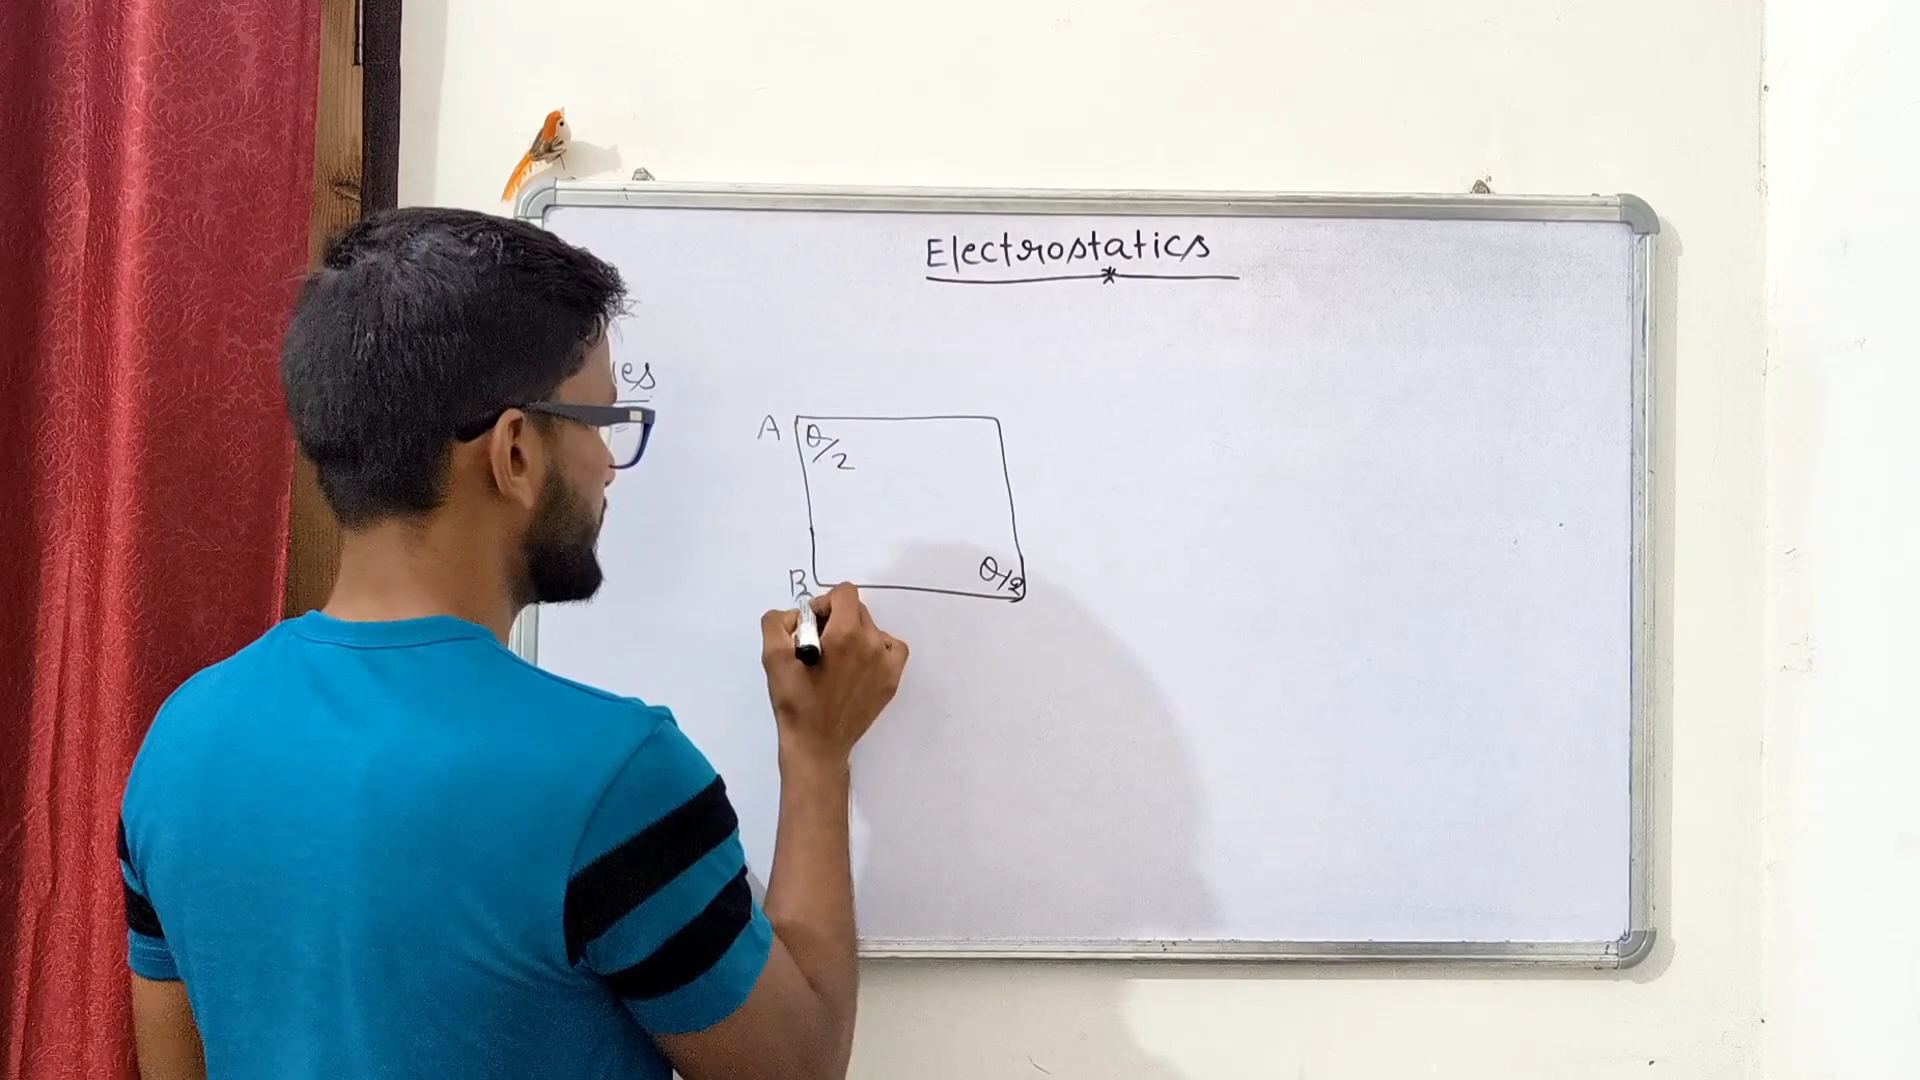 Electrostatics
A
θ/2
B
θ/2